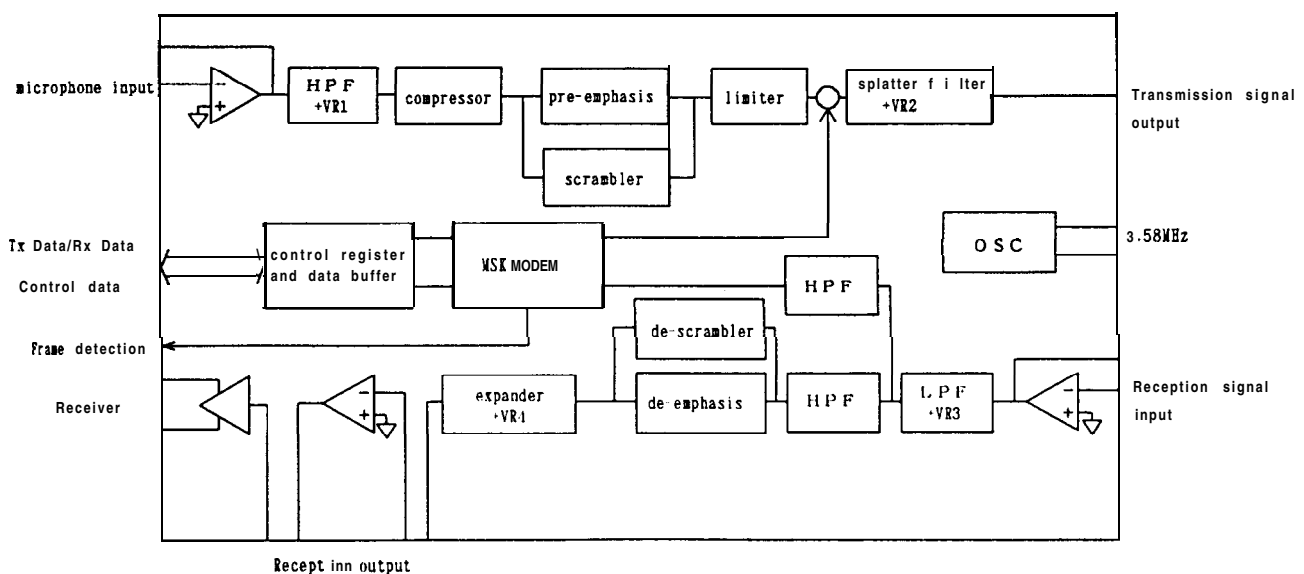 microphone input
HPF
+VR1
compressor
pre-emphasis
limiter
splatter f i lter
+VR2
Transmission signal
output
scrambler
Tx Data/Rx Data
Control data
control register
and data buffer
MSK MODEM
OSC
3.58MHz
HPF
de-scrambler
Frame detection
Receiver
expander
+VR4
de-emphasis
HPF
LPF
+VR3
Reception signal
input
Recept inn output
- + - + - +